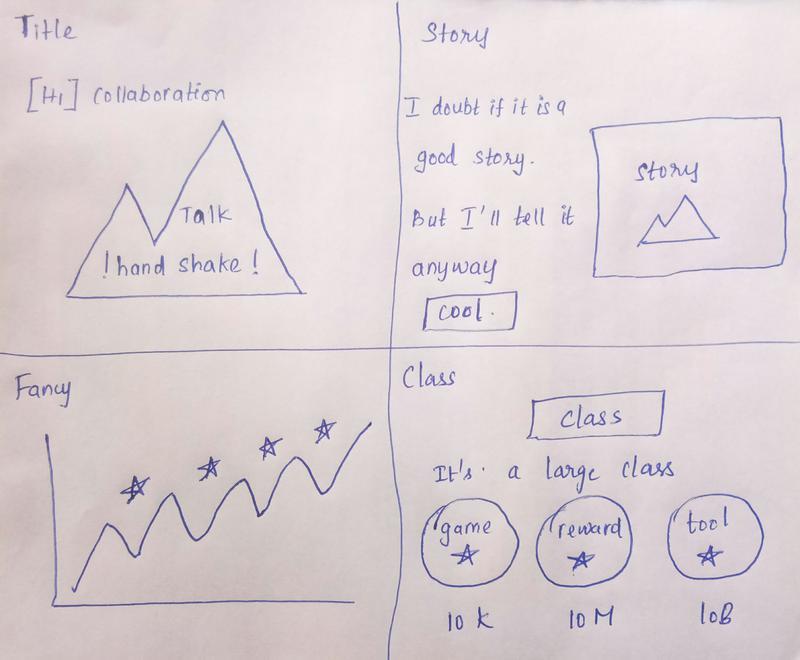 Title
[Hi] collaboration
Talk
! hand shake !
Story
I doubt if it is a
good story.
But I'll tell it
anyway
cool.
story
Fancy
Class
class
It's. a large class
game
reward
tool
10 K
10 M
10B